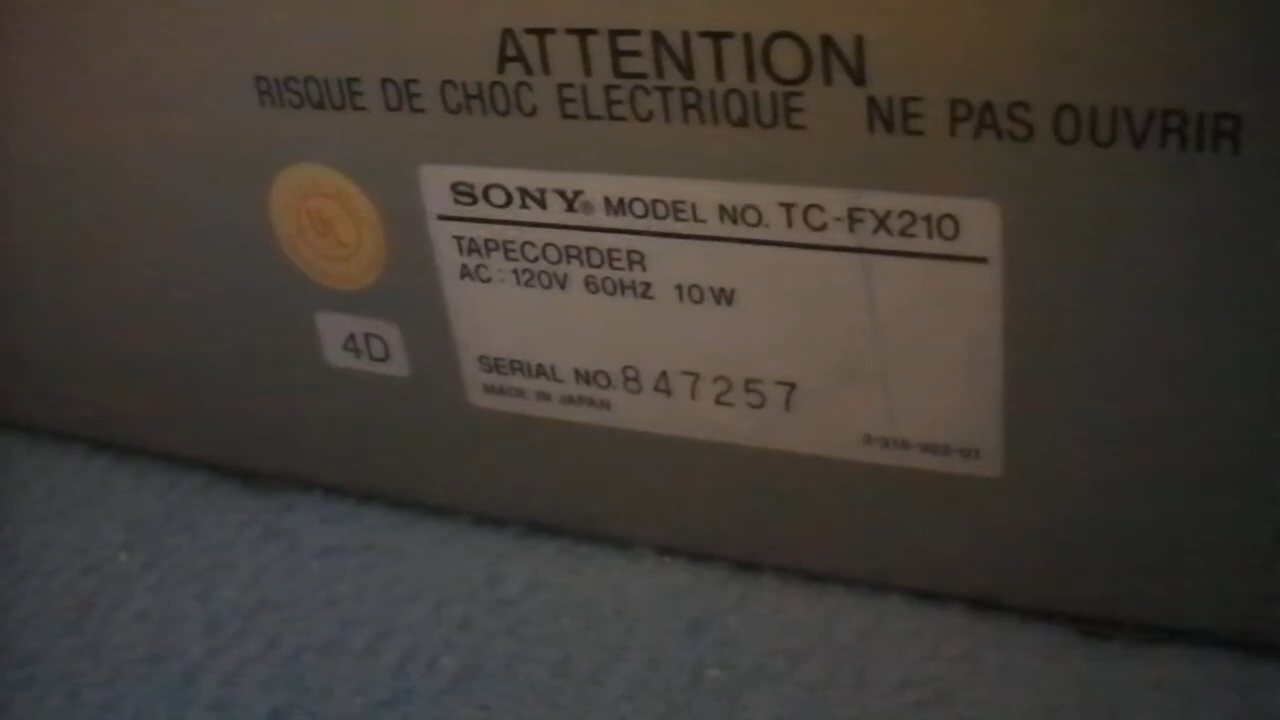 ATTENTION
RISQUE DE CHOC ELECTRIQUE NE PAS OUVRIR
UL
SONY® MODEL NO. TC-FX210
TAPECORDER
AC: 120V 60HZ 10W
4D
SERIAL NO. 847257
MADE IN JAPAN